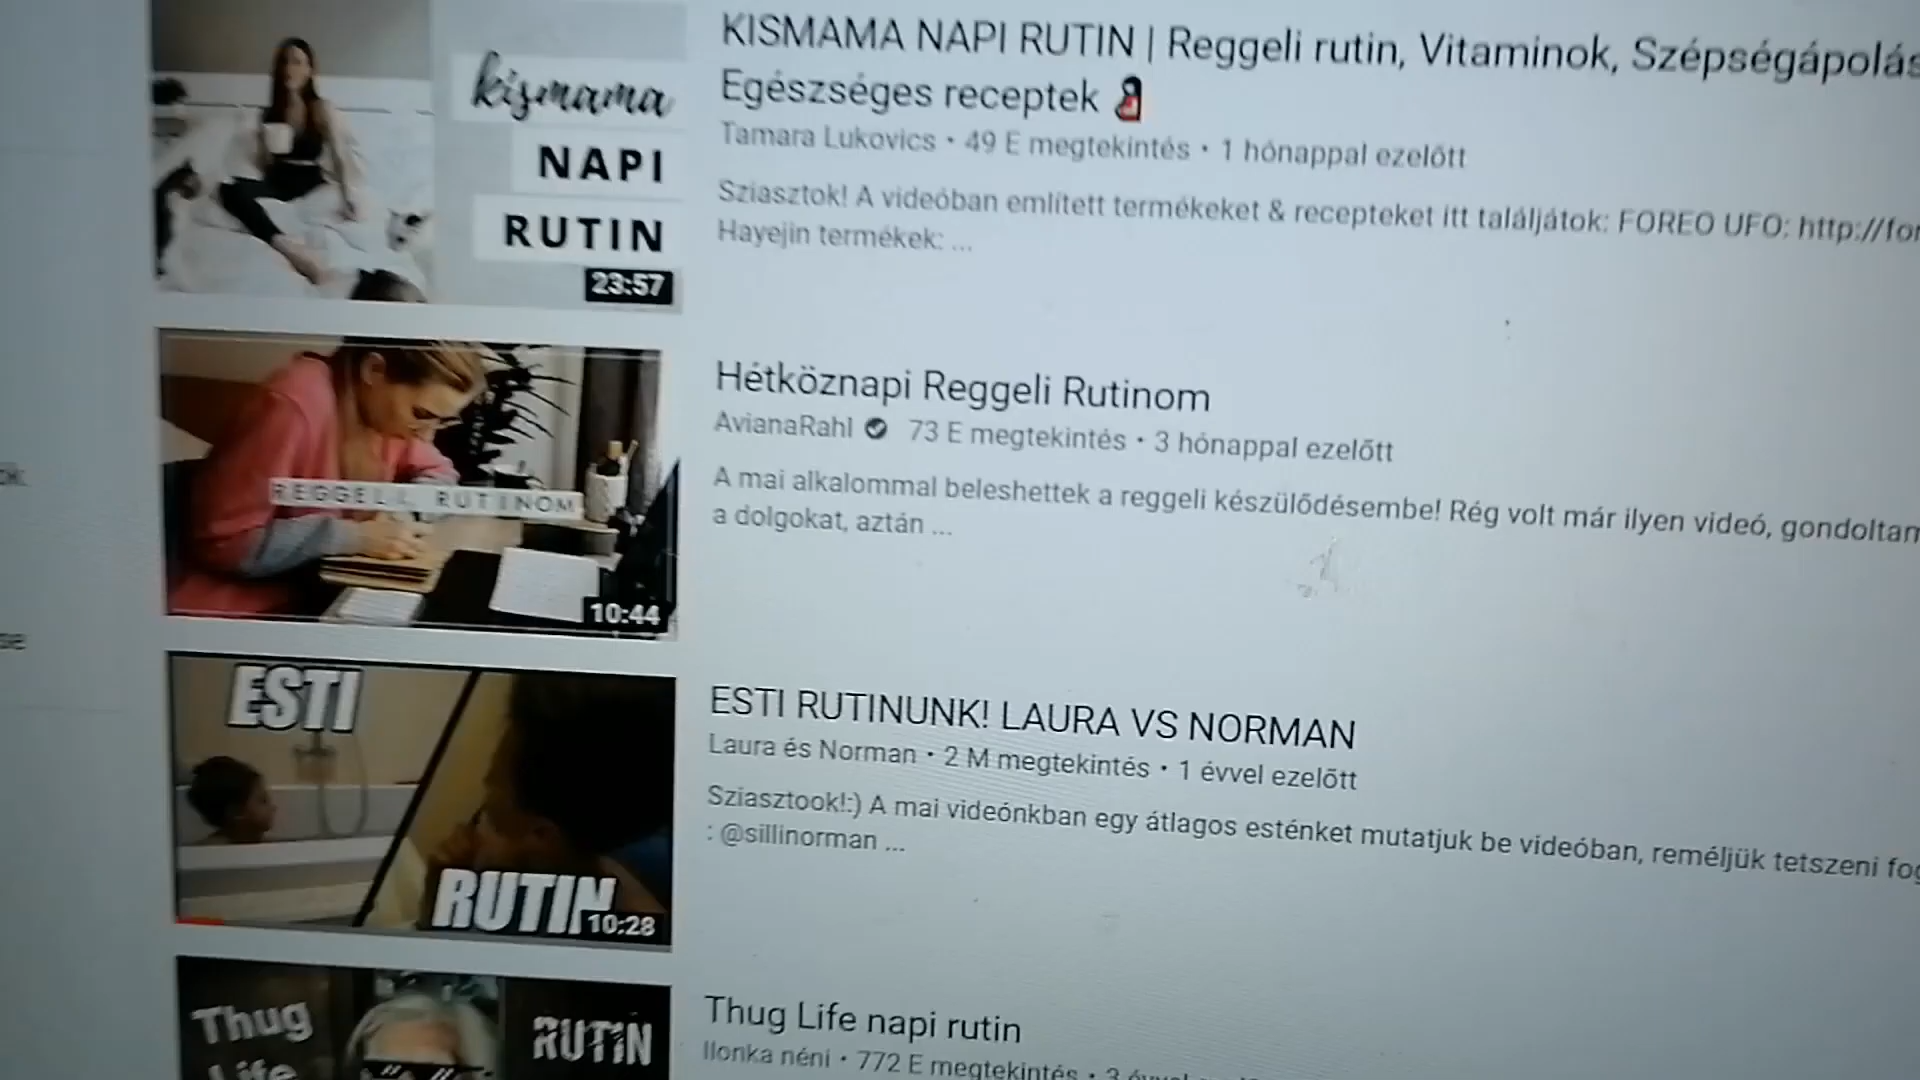 kismama
NAPI
RUTIN
23:57
KISMAMA NAPI RUTIN | Reggeli rutin, Vitaminok, Szépségápolás
Egészséges receptek
Tamara Lukovics • 49 E megtekintés • 1 hónappal ezelőtt
Sziasztok! A videóban említett termékeket & recepteket itt találjátok: FOREO UFO: http://for
Hayejin termékek: ...
REGGELI RUTINOM
10:44
Hétköznapi Reggeli Rutinom
AvianaRahl 73 E megtekintés • 3 hónappal ezelőtt
A mai alkalommal beleshettek a reggeli készülődésembe! Rég volt már ilyen videó, gondoltam
a dolgokat, aztán ...
ESTI
RUTIN
10:28
ESTI RUTINUNK! LAURA VS NORMAN
Laura és Norman • 2 M megtekintés • 1 évvel ezelőtt
Sziasztook!:) A mai videónkban egy átlagos esténket mutatjuk be videóban, reméljük tetszeni fog
: @sillinorman ...
Thug
Life
RUTIN
Thug Life napi rutin
Ilonka néni • 772 E megtekintés • 3